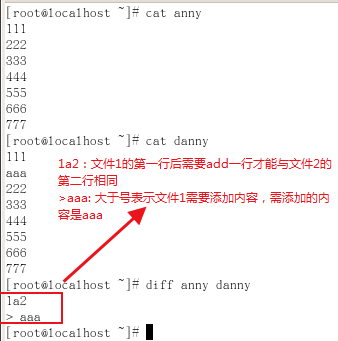 [root@localhost ~]# cat anny
111
222
333
444
555
666
777
[root@localhost ~]# cat danny
111
aaa
222
333
444
555
666
777
1a2：文件1的第一行后需要add一行才能与文件2的
第二行相同
>aaa: 大于号表示文件1需要添加内容，需添加的内
容是aaa
[root@localhost ~]# diff anny danny
1a2
> aaa
[root@localhost ~]#